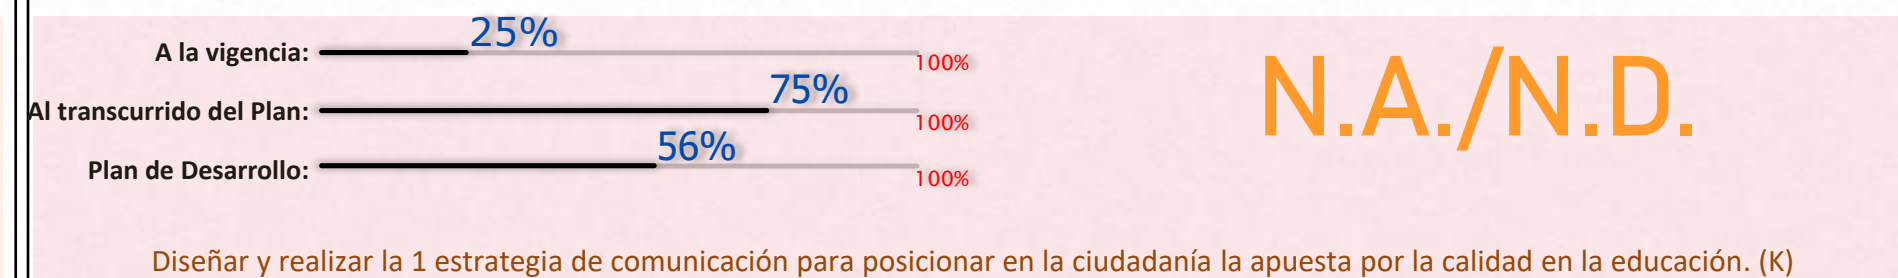 25%
A la vigencia:
100%
N.A./N.D.
75%
Al transcurrido del Plan:
100%
56%
Plan de Desarrollo:
100%
Diseñar y realizar la 1 estrategia de comunicación para posicionar en la ciudadanía la apuesta por la calidad en la educación. (K)